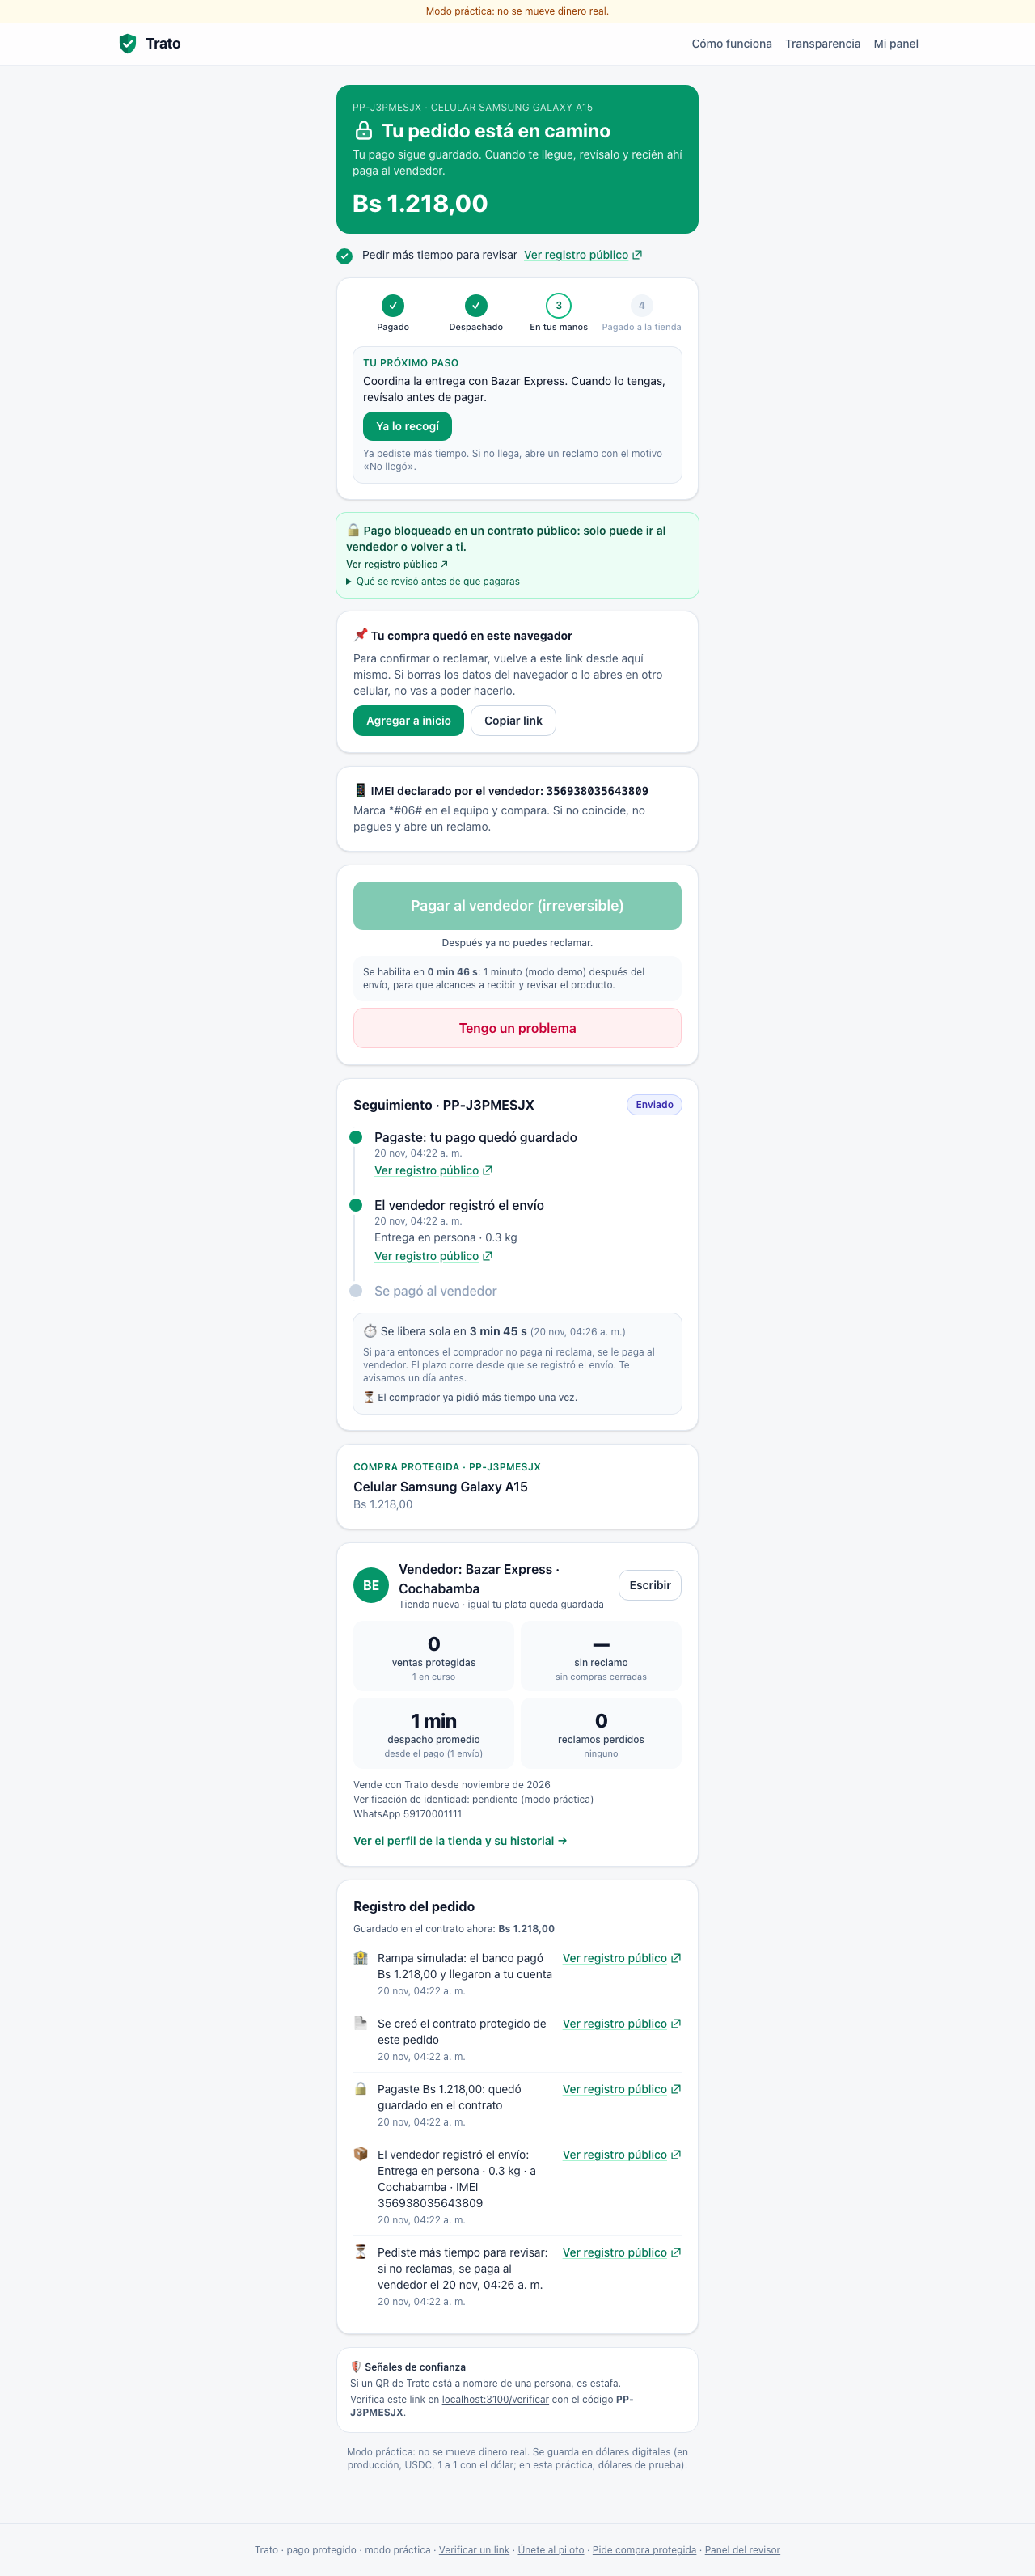 Modo práctica: no se mueve dinero real.
Trato
Cómo funciona Transparencia Mi panel
PP-J3PMESJX · CELULAR SAMSUNG GALAXY A15
Tu pedido está en camino
Tu pago sigue guardado. Cuando te llegue, revísalo y recién ahí
paga al vendedor.
Bs 1.218,00
Pedir más tiempo para revisar Ver registro público
3
4
Pagado
Despachado
En tus manos
Pagado a la tienda
TU PRÓXIMO PASO
Coordina la entrega con Bazar Express. Cuando lo tengas,
revísalo antes de pagar.
Ya lo recogí
Ya pediste más tiempo. Si no llega, abre un reclamo con el motivo
«No llegó».
Pago bloqueado en un contrato público: solo puede ir al
vendedor o volver a ti.
Ver registro público ↗
▶ Qué se revisó antes de que pagaras
Tu compra quedó en este navegador
Para confirmar o reclamar, vuelve a este link desde aquí
mismo. Si borras los datos del navegador o lo abres en otro
celular, no vas a poder hacerlo.
Agregar a inicio
Copiar link
IMEI declarado por el vendedor: 356938035643809
Marca *#06# en el equipo y compara. Si no coincide, no
pagues y abre un reclamo.
Pagar al vendedor (irreversible)
Después ya no puedes reclamar.
Se habilita en 0 min 46 s: 1 minuto (modo demo) después del
envío, para que alcances a recibir y revisar el producto.
Tengo un problema
Seguimiento · PP-J3PMESJX
Enviado
Pagaste: tu pago quedó guardado
20 nov, 04:22 a. m.
Ver registro público
El vendedor registró el envío
20 nov, 04:22 a. m.
Entrega en persona · 0.3 kg
Ver registro público
Se pagó al vendedor
Se libera sola en 3 min 45 s (20 nov, 04:26 a. m.)
Si para entonces el comprador no paga ni reclama, se le paga al
vendedor. El plazo corre desde que se registró el envío. Te
avisamos un día antes.
El comprador ya pidió más tiempo una vez.
COMPRA PROTEGIDA · PP-J3PMESJX
Celular Samsung Galaxy A15
Bs 1.218,00
BE
Vendedor: Bazar Express ·
Cochabamba
Tienda nueva · igual tu plata queda guardada
Escribir
0
ventas protegidas
1 en curso
—
sin reclamo
sin compras cerradas
1 min
despacho promedio
desde el pago (1 envío)
0
reclamos perdidos
ninguno
Vende con Trato desde noviembre de 2026
Verificación de identidad: pendiente (modo práctica)
WhatsApp 59170001111
Ver el perfil de la tienda y su historial →
Registro del pedido
Guardado en el contrato ahora: Bs 1.218,00
Rampa simulada: el banco pagó
Bs 1.218,00 y llegaron a tu cuenta
20 nov, 04:22 a. m.
Ver registro público
Se creó el contrato protegido de
este pedido
20 nov, 04:22 a. m.
Ver registro público
Pagaste Bs 1.218,00: quedó
guardado en el contrato
20 nov, 04:22 a. m.
Ver registro público
El vendedor registró el envío:
Entrega en persona · 0.3 kg · a
Cochabamba · IMEI
356938035643809
20 nov, 04:22 a. m.
Ver registro público
Pediste más tiempo para revisar:
si no reclamas, se paga al
vendedor el 20 nov, 04:26 a. m.
20 nov, 04:22 a. m.
Ver registro público
Señales de confianza
Si un QR de Trato está a nombre de una persona, es estafa.
Verifica este link en localhost:3100/verificar con el código PP-
J3PMESJX.
Modo práctica: no se mueve dinero real. Se guarda en dólares digitales (en
producción, USDC, 1 a 1 con el dólar; en esta práctica, dólares de prueba).
Trato · pago protegido · modo práctica · Verificar un link · Únete al piloto · Pide compra protegida · Panel del revisor